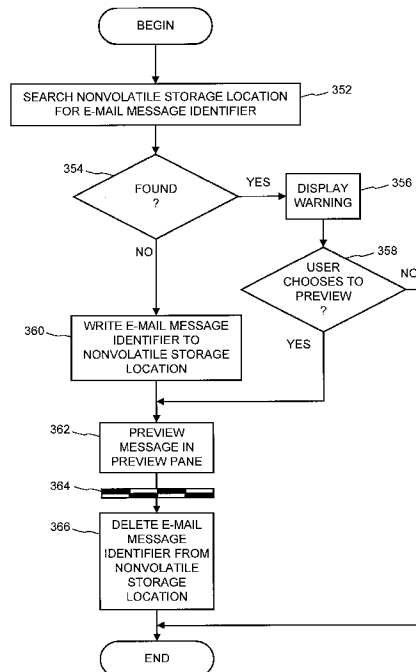 BEGIN
SEARCH NONVOLATILE STORAGE LOCATION
FOR E-MAIL MESSAGE IDENTIFIER
352
354
FOUND
?
YES
DISPLAY
WARNING
356
358
NO
USER
CHOOSES TO
PREVIEW
?
NO
YES
360
WRITE E-MAIL MESSAGE
IDENTIFIER TO
NONVOLATILE STORAGE
LOCATION
362
PREVIEW
MESSAGE IN
PREVIEW PANE
364
366
DELETE E-MAIL
MESSAGE
IDENTIFIER FROM
NONVOLATILE
STORAGE
LOCATION
END